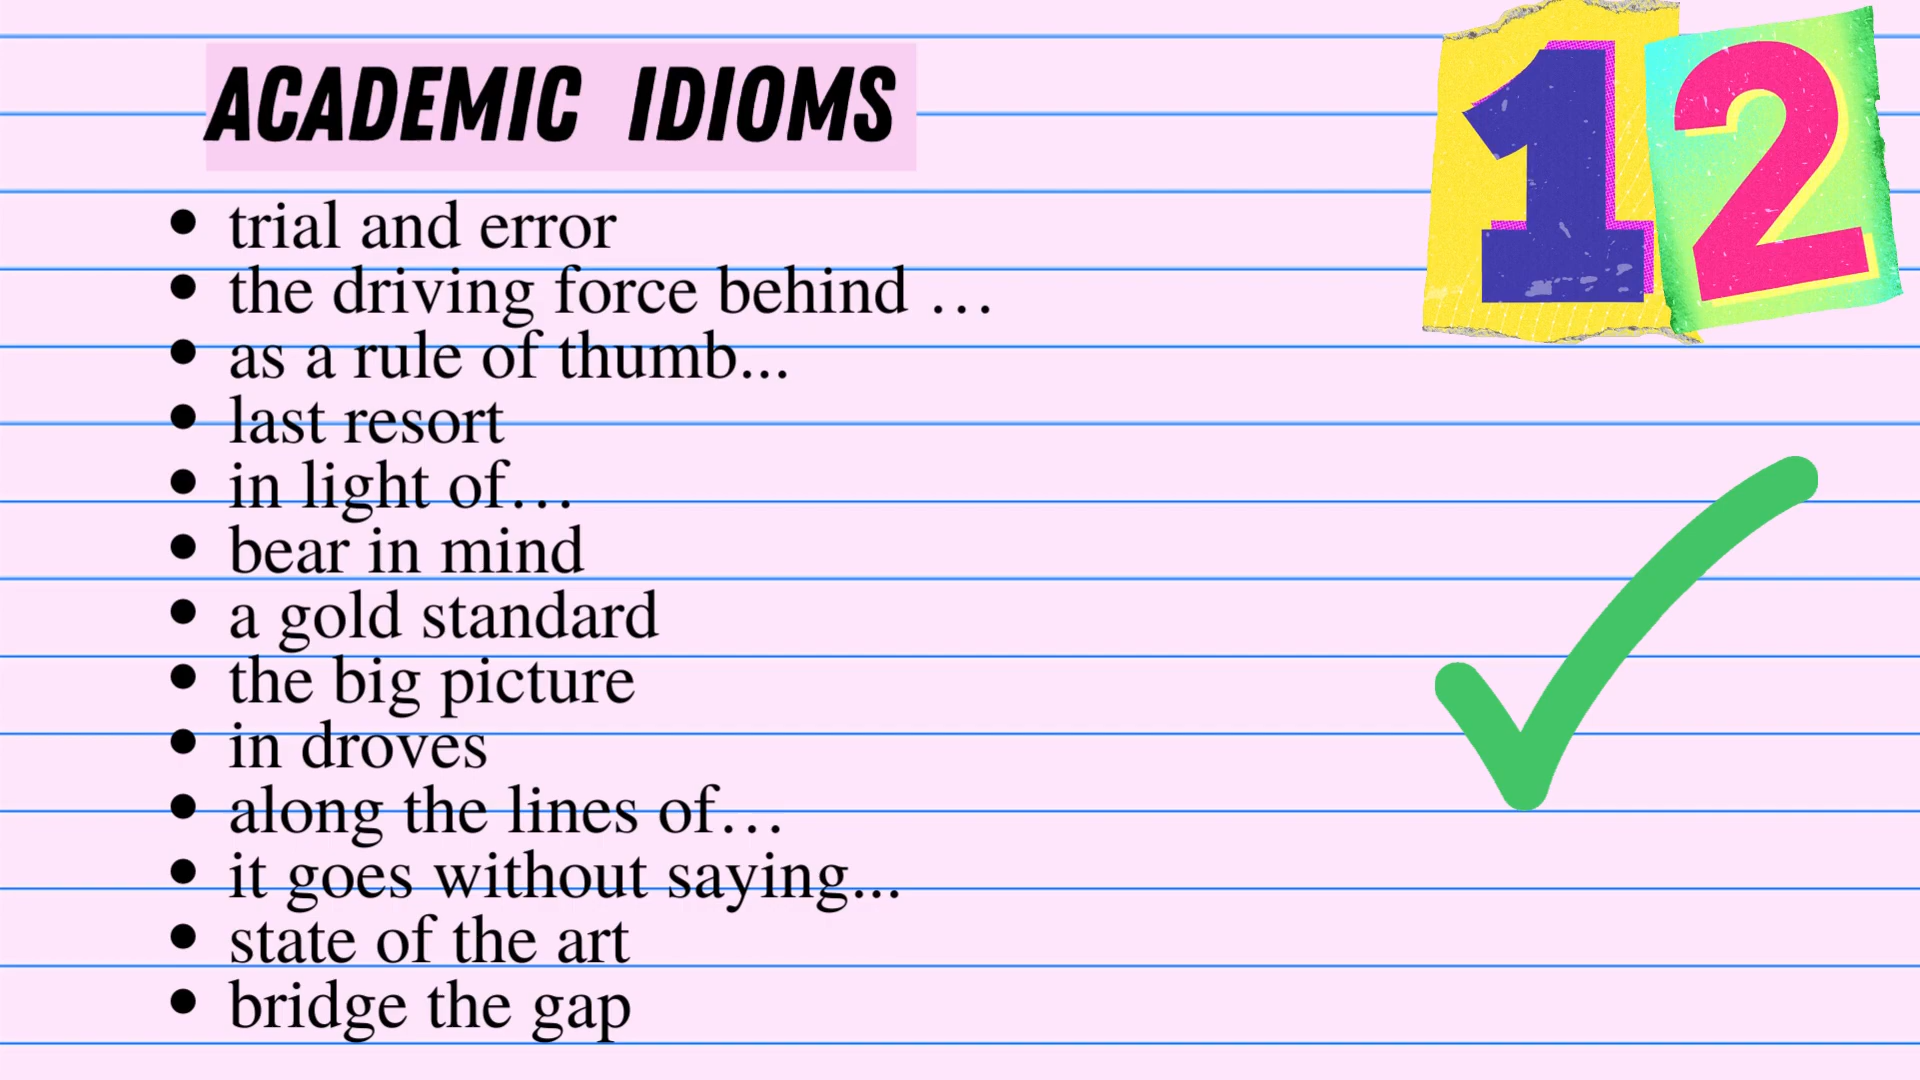 ACADEMIC IDIOMS
12
• trial and error
• the driving force behind …
• as a rule of thumb...
• last resort
• in light of…
• bear in mind
• a gold standard
• the big picture
• in droves
• along the lines of…
• it goes without saying...
• state of the art
• bridge the gap